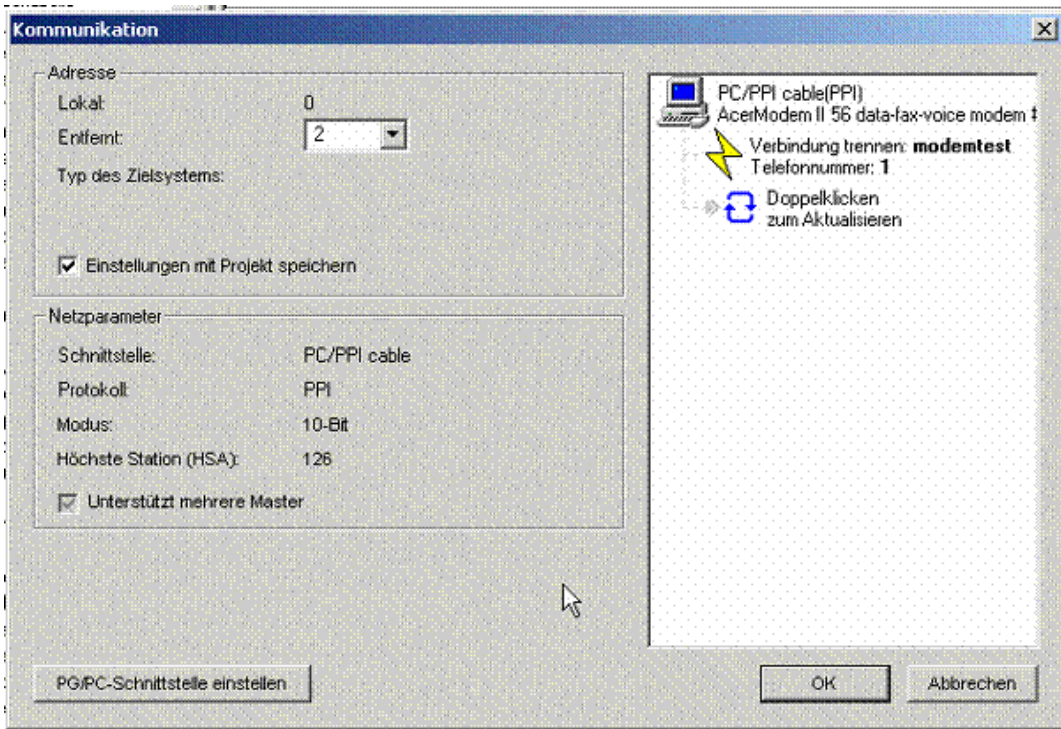 Kommunikation
Adresse
Lokal: 0
Entfernt: 2
Typ des Zielsystems:
Einstellungen mit Projekt speichern
Netzparameter
Schnittstelle: PC/PPI cable
Protokoll: PPI
Modus: 10-Bit
Höchste Station (HSA): 126
Unterstützt mehrere Master
PG/PC-Schnittstelle einstellen
PC/PPI cable(PPI)
AcerModem II 56 data-fax-voice modem
Verbindung trennen: modemtest
Telefonnummer: 1
Doppelklicken
zum Aktualisieren
OK
Abbrechen